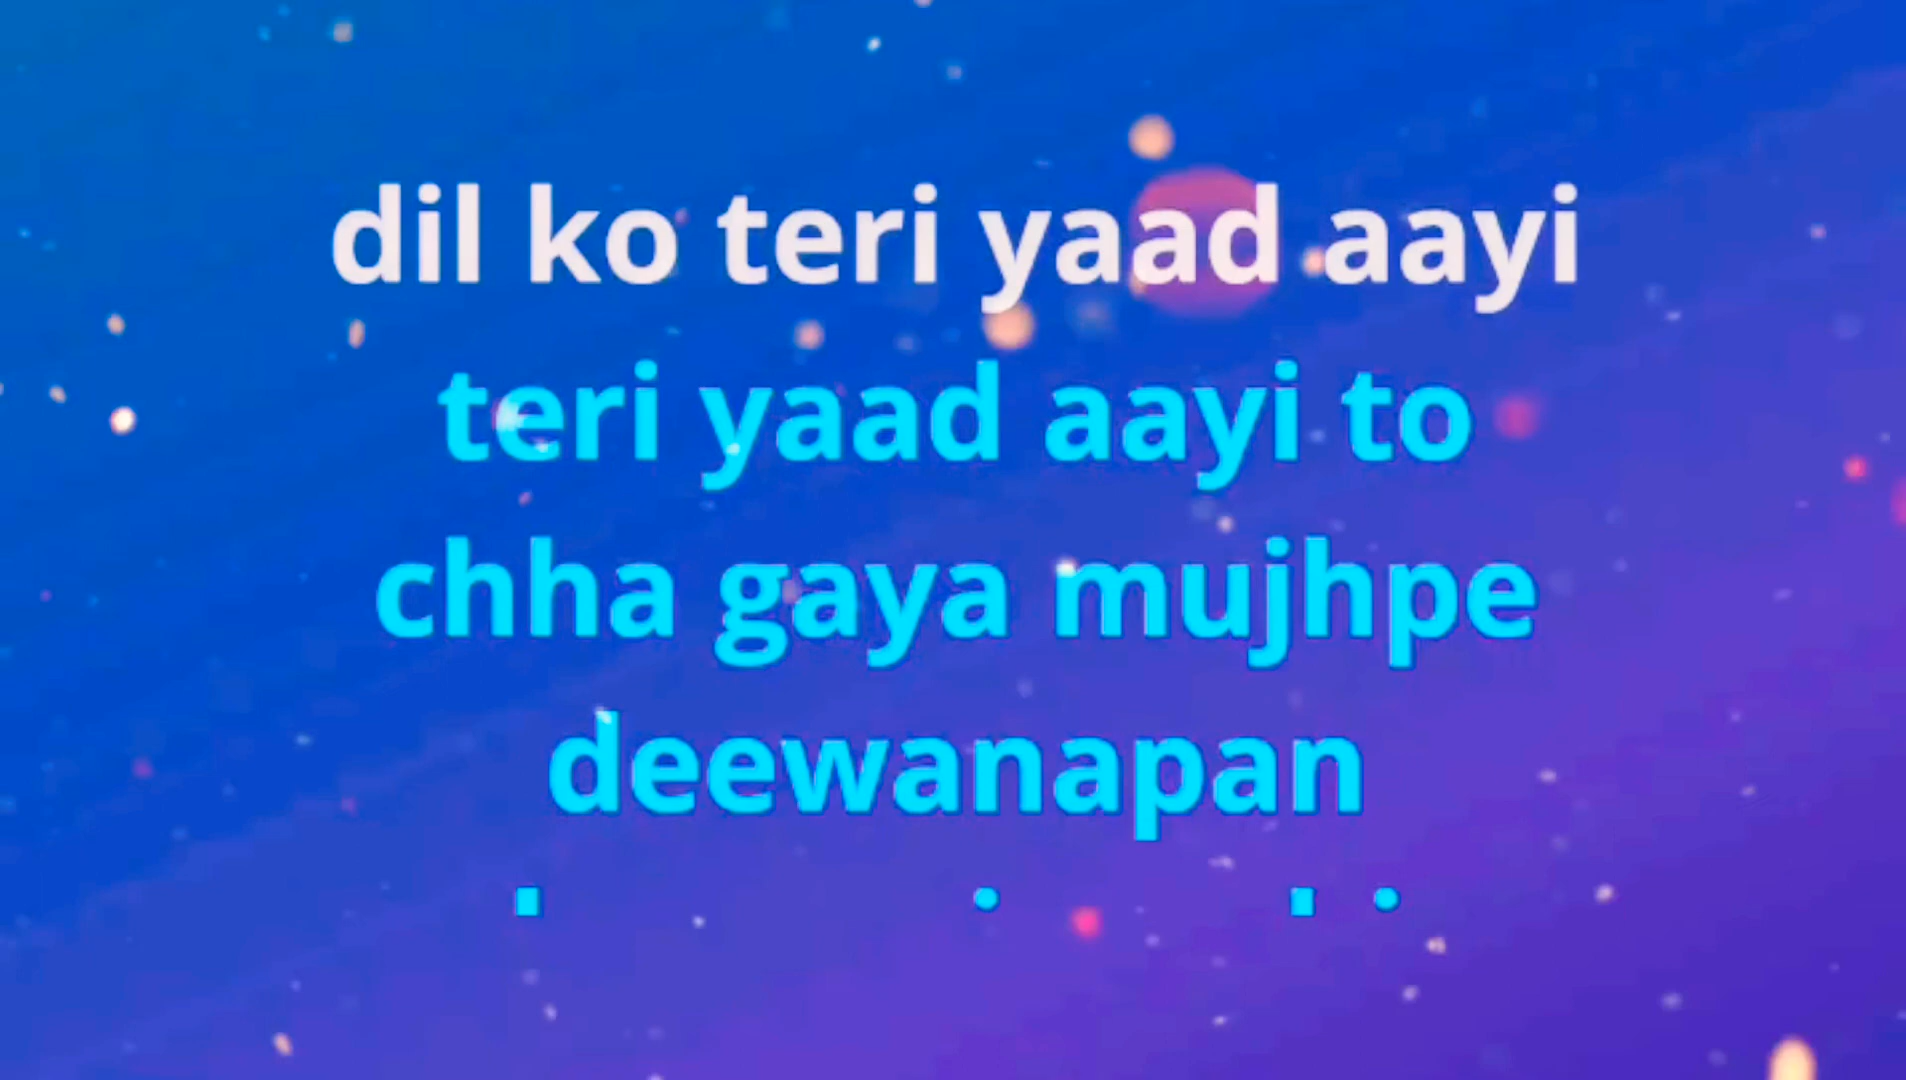 dil ko teri yaad aayi
teri yaad aayi to
chha gaya mujhpe
deewanapan